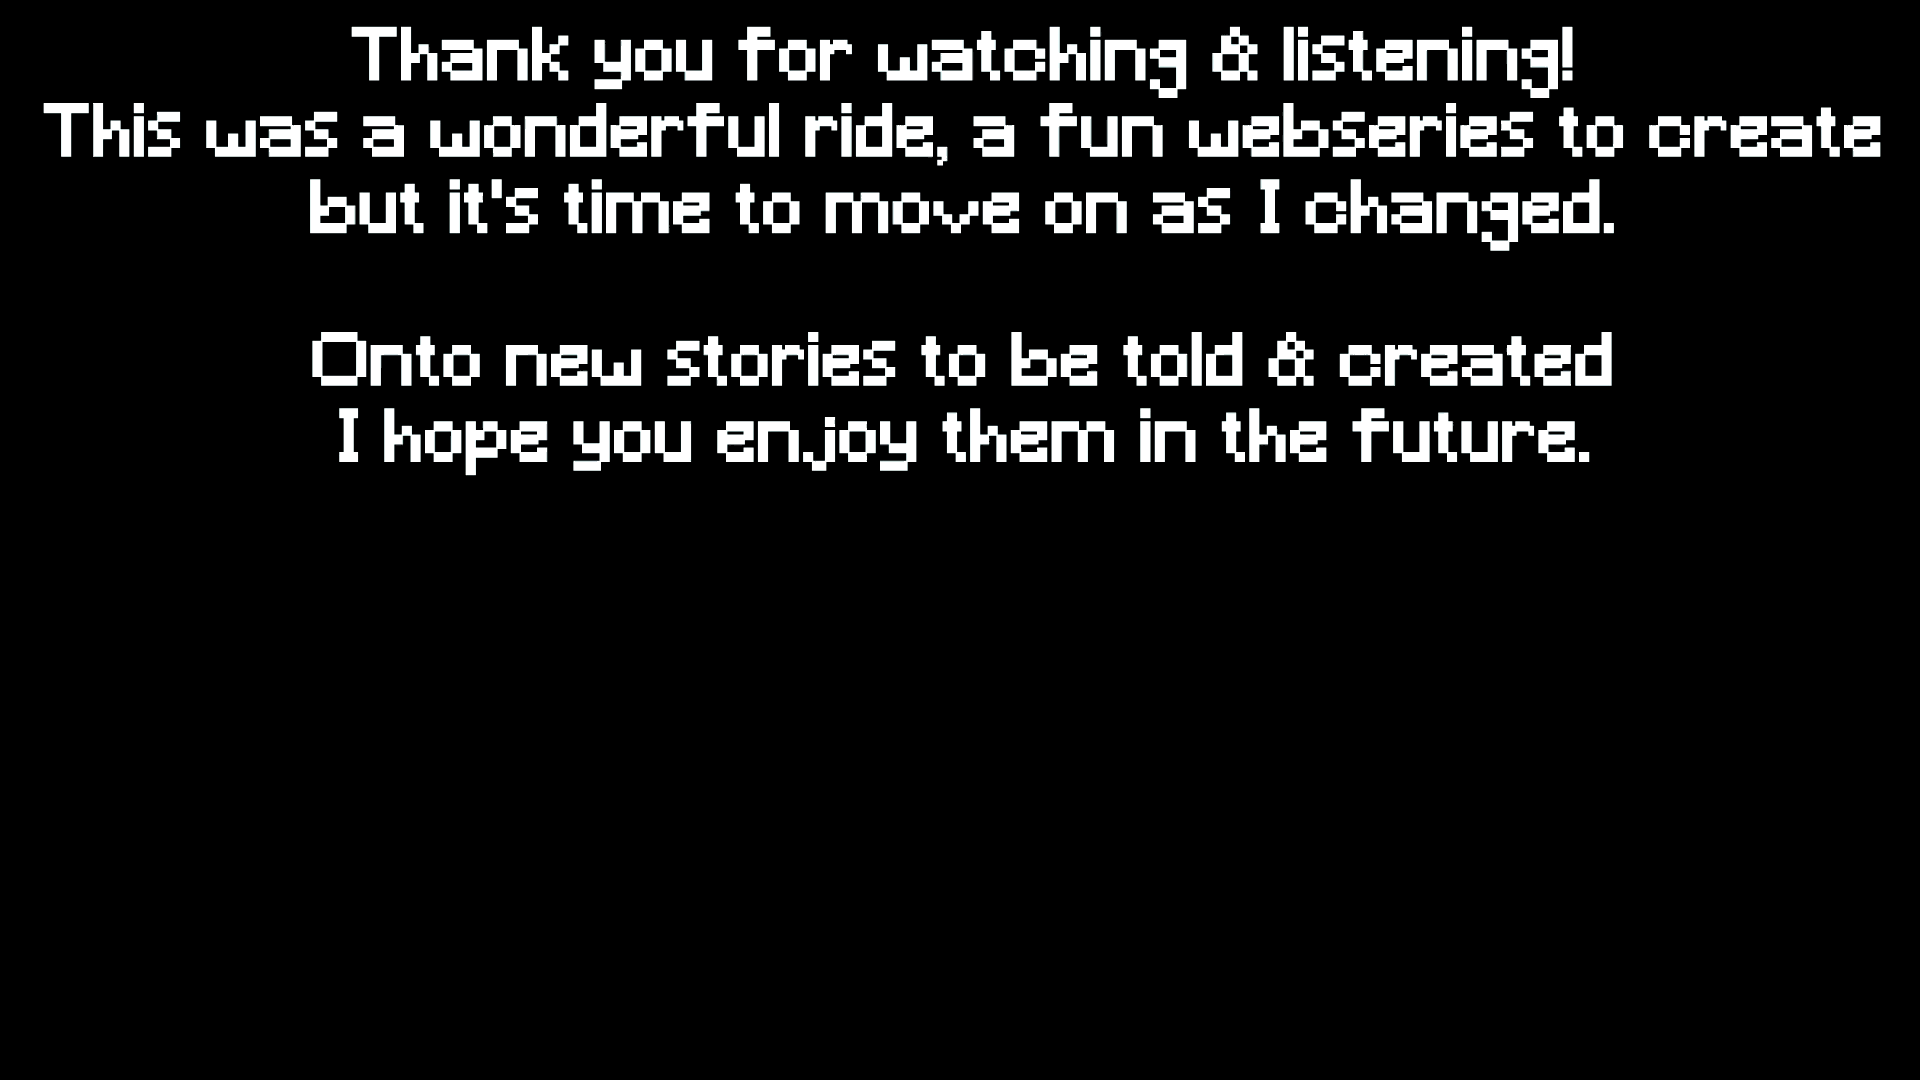 Thank you for watching & listening!
This was a wonderful ride, a fun webseries to create
but it's time to move on as I changed.
Onto new stories to be told & created
I hope you enjoy them in the future.